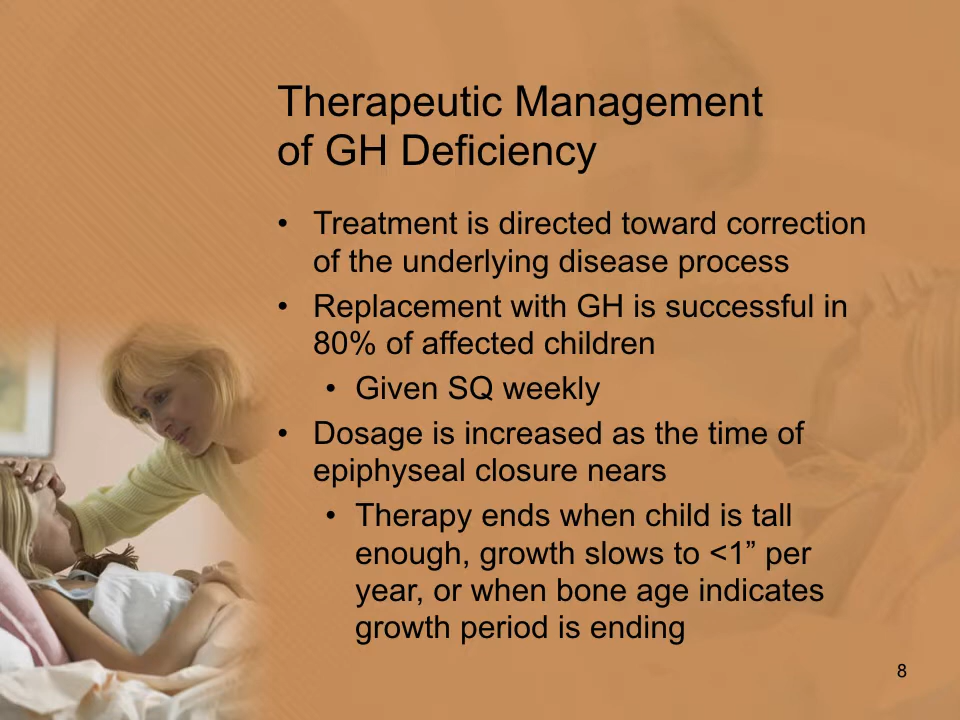 Therapeutic Management
of GH Deficiency
• Treatment is directed toward correction
of the underlying disease process
• Replacement with GH is successful in
80% of affected children
• Given SQ weekly
• Dosage is increased as the time of
epiphyseal closure nears
• Therapy ends when child is tall
enough, growth slows to <1” per
year, or when bone age indicates
growth period is ending
8